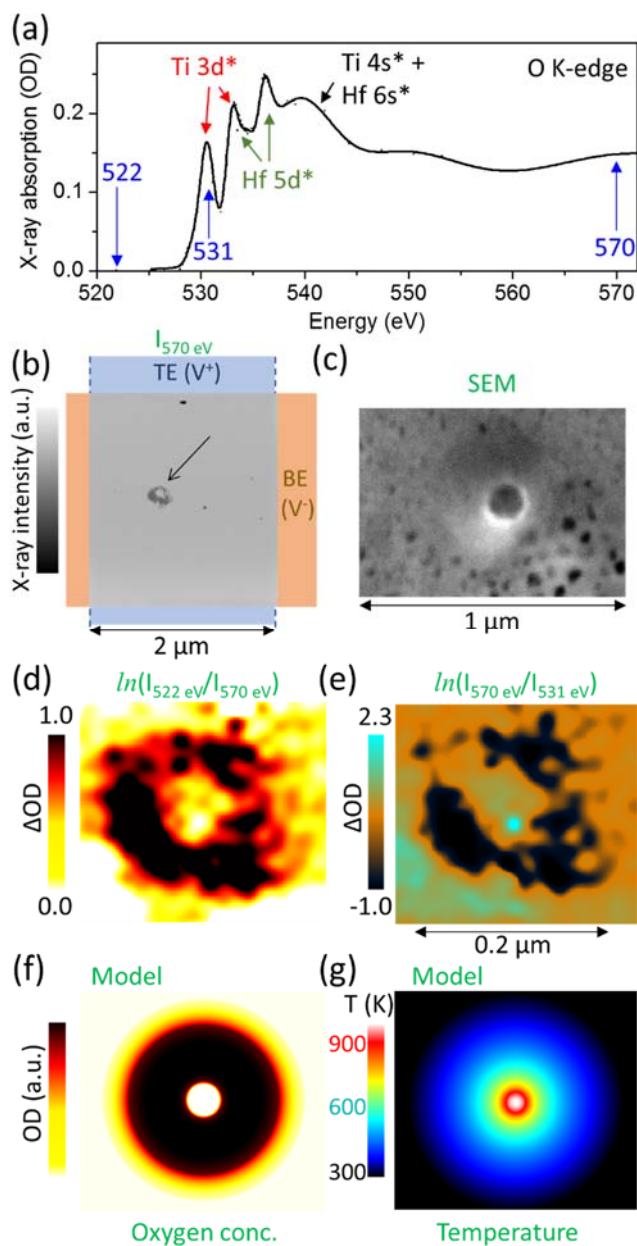 (a)
X-ray absorption (OD)
0.2
0.1
0.0
Ti 3d*
Ti 4s* +
Hf 6s*
O K-edge
Hf 5d*
522
531
570
520
530
540
550
560
570
Energy (eV)
(b)
I570 eV
TE (V+)
X-ray intensity (a.u.)
BE
(V-)
2 µm
(c)
SEM
1 µm
(d)
ln(I522 eV/I570 eV)
1.0
ΔOD
0.0
(e)
ln(I570 eV/I531 eV)
2.3
ΔOD
-1.0
0.2 µm
(f)
Model
OD (a.u.)
Oxygen conc.
(g)
Model
T (K)
900
600
300
Temperature